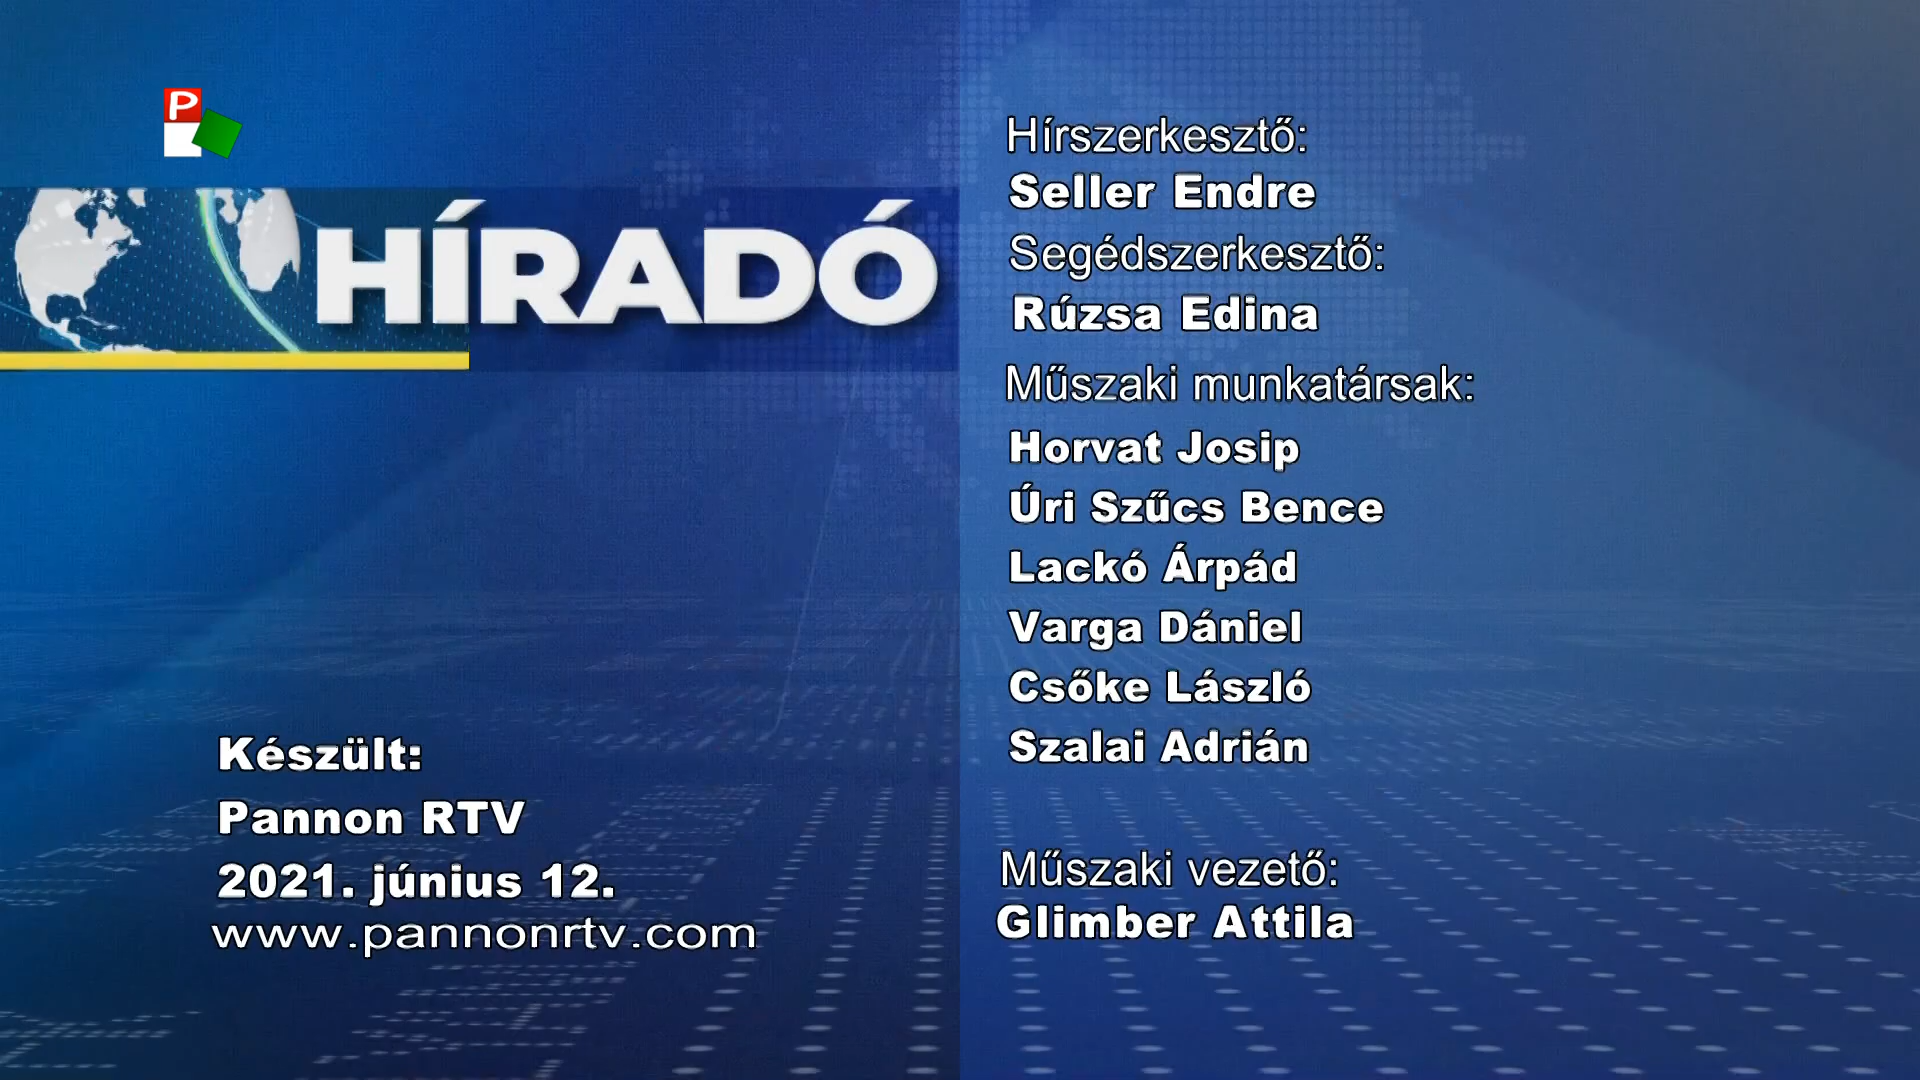 P
HÍRADÓ
Készült:
Pannon RTV
2021. június 12.
www.pannonrtv.com
Hírszerkesztő:
Seller Endre
Segédszerkesztő:
Rúzsa Edina
Műszaki munkatársak:
Horvat Josip
Úri Szűcs Bence
Lackó Árpád
Varga Dániel
Csőke László
Szalai Adrián
Műszaki vezető:
Glimber Attila